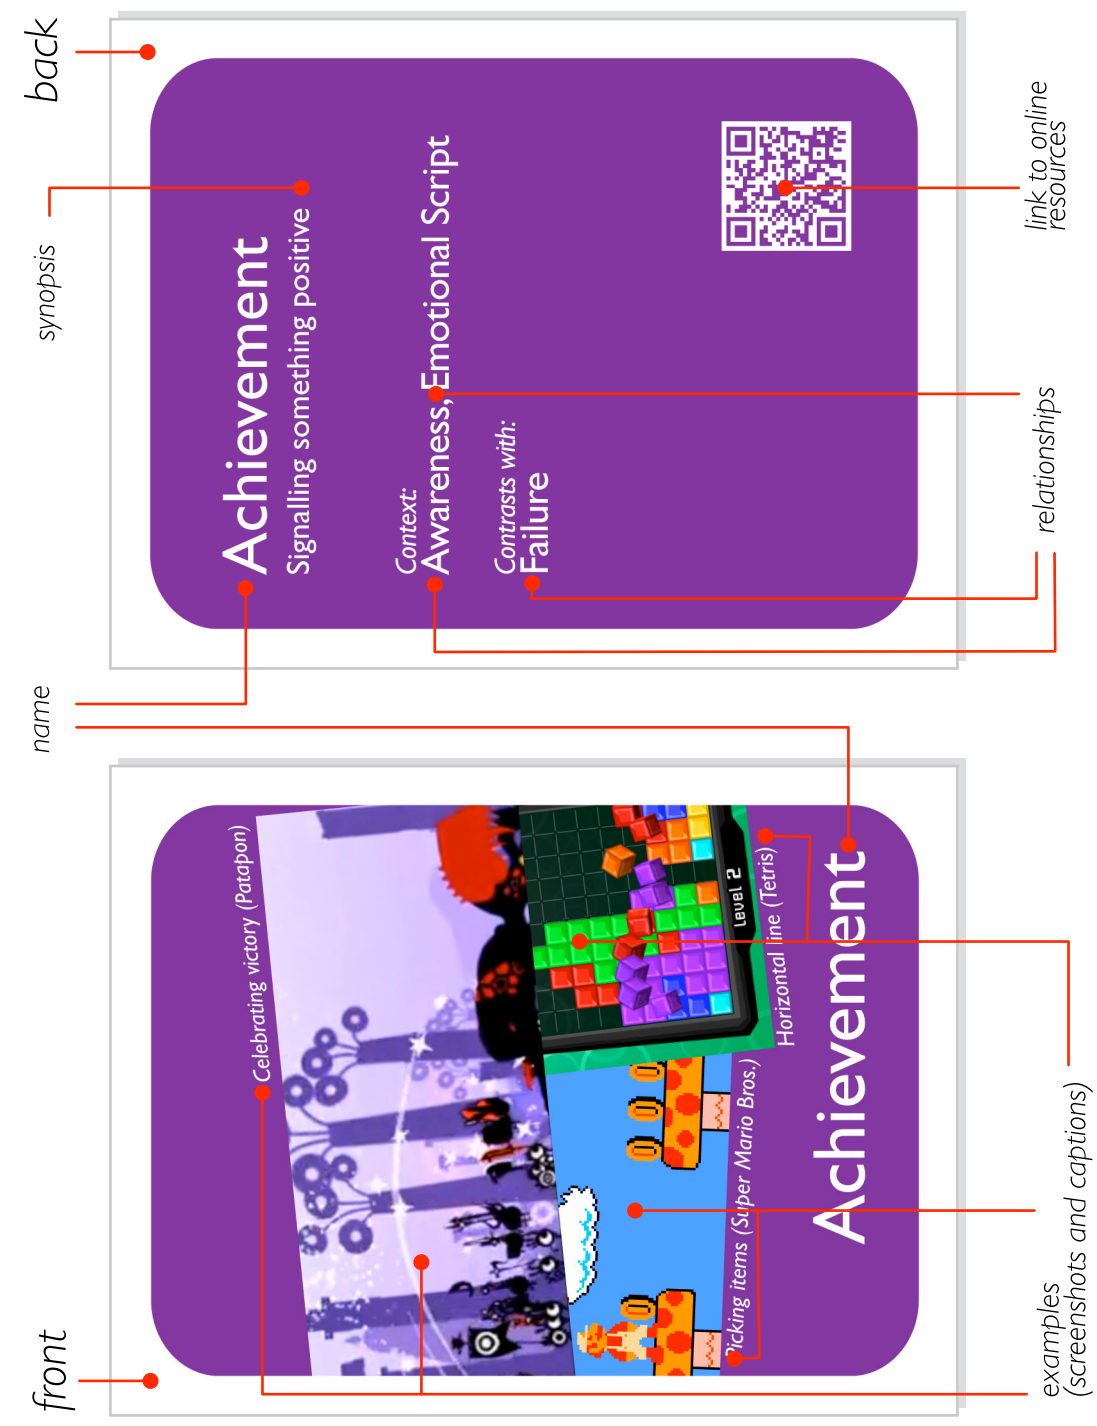 front
back
name
synopsis
Celebrating victory (Patapon)
Level 2
Horizontal line (Tetris)
Picking items (Super Mario Bros.)
Achievement
Achievement
Signalling something positive
Context:
Awareness, Emotional Script
Contrasts with:
Failure
examples
(screenshots and captions)
relationships
link to online
resources